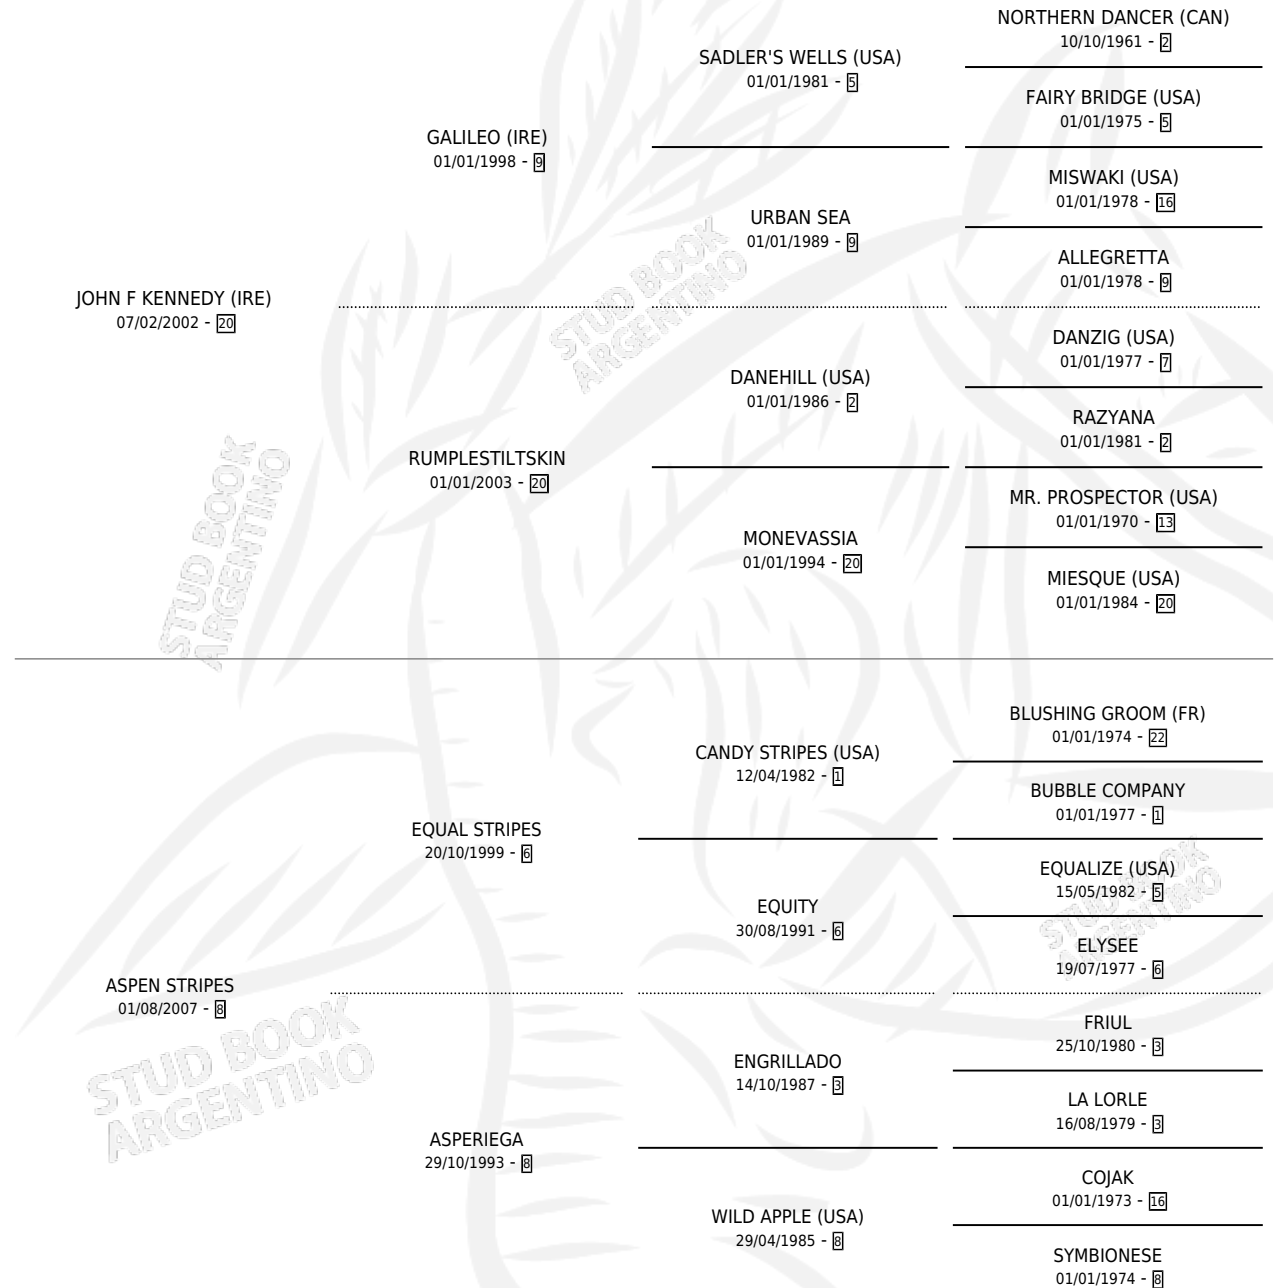 NORTHERN DANCER (CAN)
10/10/1961 - 2
SADLER'S WELLS (USA)
01/01/1981 - 5
FAIRY BRIDGE (USA)
01/01/1975 - 5
GALILEO (IRE)
01/01/1998 - 9
MISWAKI (USA)
01/01/1978 - 16
URBAN SEA
01/01/1989 - 9
ALLEGRETTA
01/01/1978 - 9
JOHN F KENNEDY (IRE)
07/02/2002 - 20
DANZIG (USA)
01/01/1977 - 7
DANEHILL (USA)
01/01/1986 - 2
RAZYANA
01/01/1981 - 2
RUMPLESTILTSKIN
01/01/2003 - 20
MR. PROSPECTOR (USA)
01/01/1970 - 13
MONEVASSIA
01/01/1994 - 20
MIESQUE (USA)
01/01/1984 - 20
BLUSHING GROOM (FR)
01/01/1974 - 22
CANDY STRIPES (USA)
12/04/1982 - 1
BUBBLE COMPANY
01/01/1977 - 1
EQUAL STRIPES
20/10/1999 - 6
EQUALIZE (USA)
15/05/1982 - 5
EQUITY
30/08/1991 - 6
ELYSEE
19/07/1977 - 6
ASPEN STRIPES
01/08/2007 - 8
FRIUL
25/10/1980 - 3
ENGRILLADO
14/10/1987 - 3
LA LORLE
16/08/1979 - 3
ASPERIEGA
29/10/1993 - 8
COJAK
01/01/1973 - 16
WILD APPLE (USA)
29/04/1985 - 8
SYMBIONESE
01/01/1974 - 8
STUD BOOK
ARGENTINO
STUD BOOK
ARGENTINO
STUD BOOK
ARGENTINO
STUD BOOK
ARGENTINO